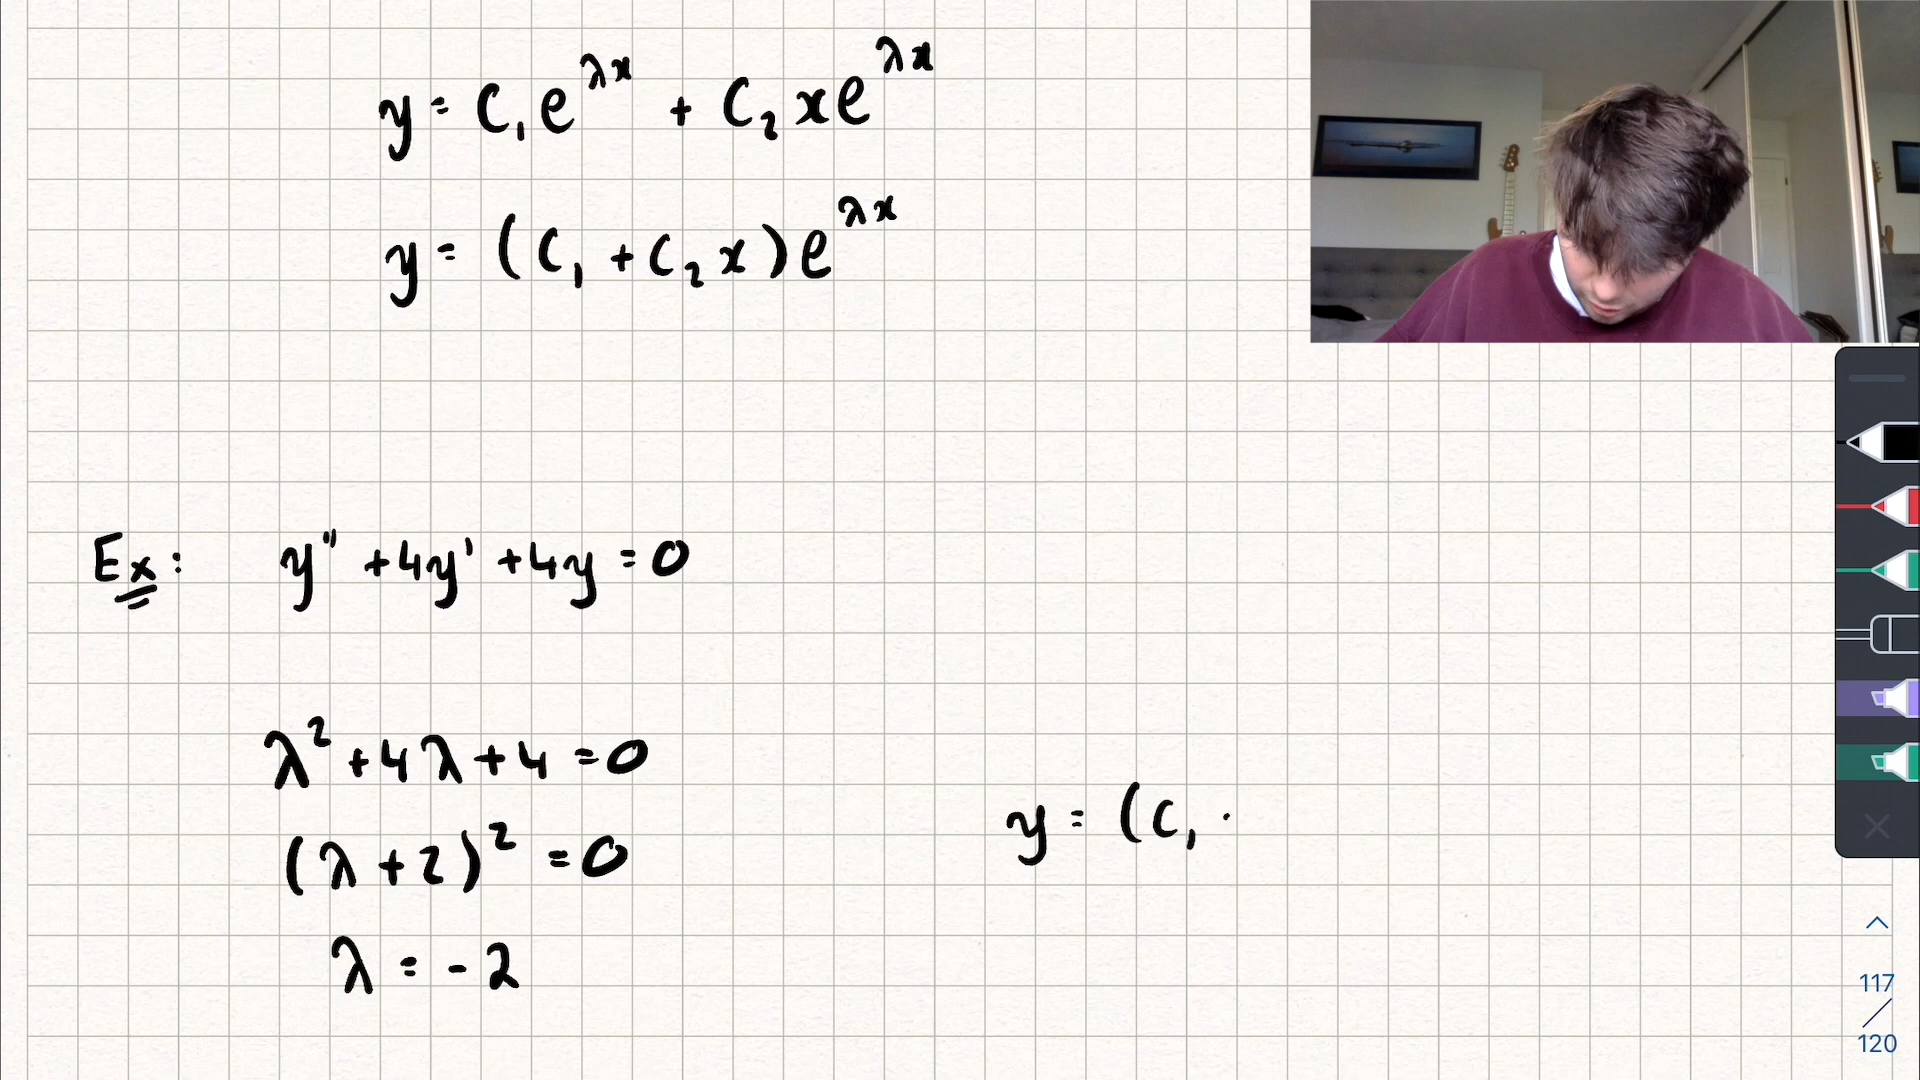 y = C₁e^λx + C₂xe^λx
y = (C₁ + C₂x)e^λx
Ex: y'' + 4y' + 4y = 0
λ² + 4λ + 4 = 0
(λ + 2)² = 0
λ = -2
y = (C₁ ·
117
/
120